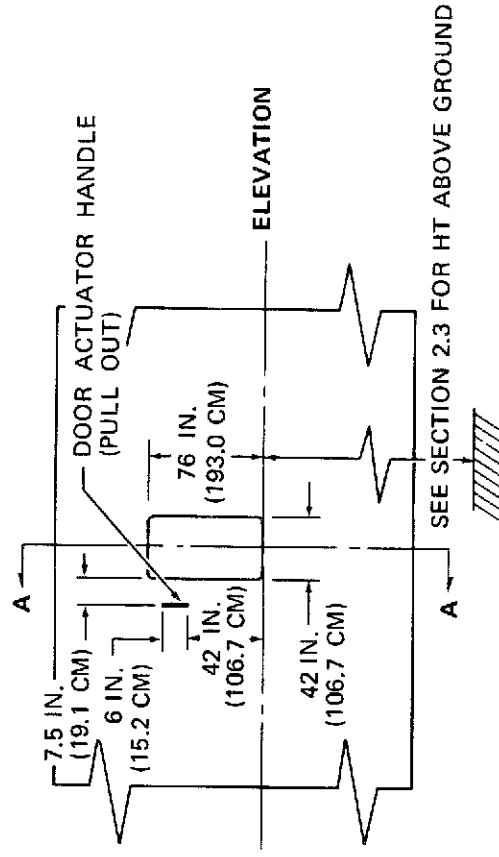 DOOR ACTUATOR HANDLE
(PULL OUT)
A
7.5 IN.
(19.1 CM)
6 IN.
(15.2 CM)
76 IN.
(193.0 CM)
42 IN.
(106.7 CM)
ELEVATION
42 IN.
(106.7 CM)
A
SEE SECTION 2.3 FOR HT ABOVE GROUND